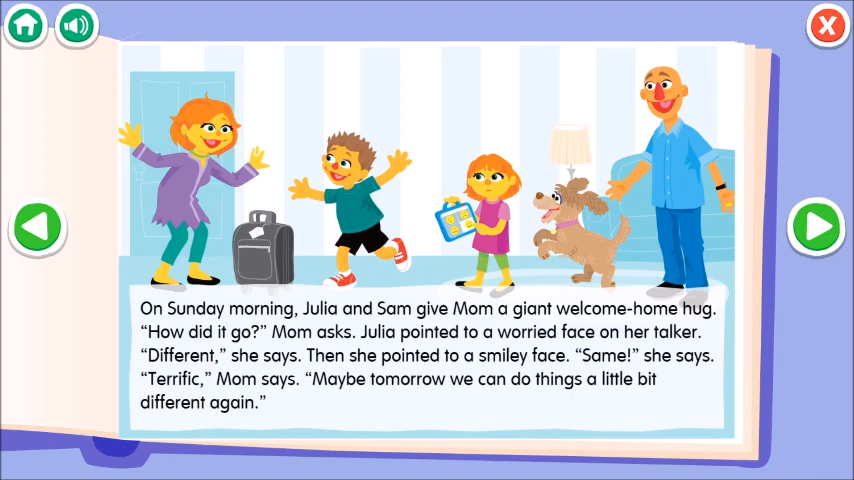 On Sunday morning, Julia and Sam give Mom a giant welcome-home hug.
“How did it go?” Mom asks. Julia pointed to a worried face on her talker.
“Different,” she says. Then she pointed to a smiley face. “Same!” she says.
“Terrific,” Mom says. “Maybe tomorrow we can do things a little bit
different again.”